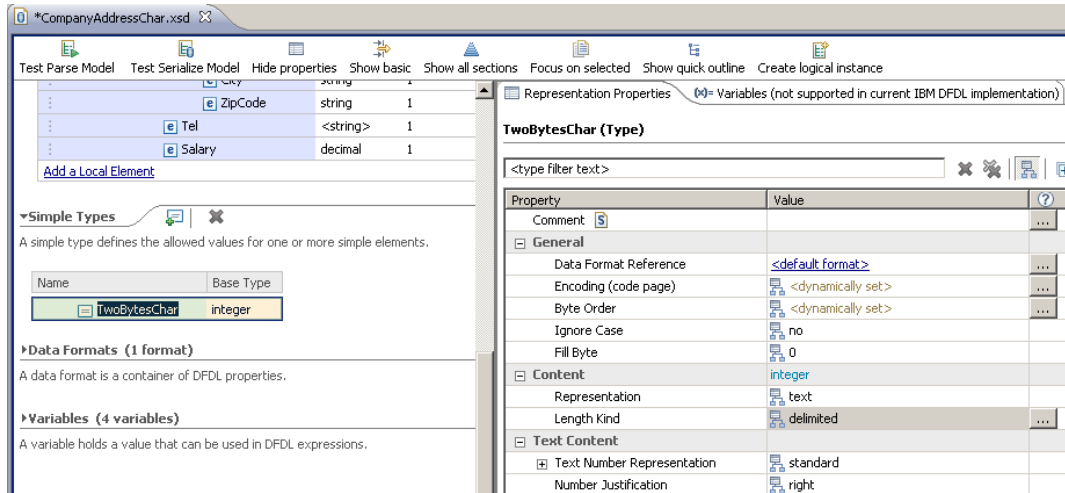 *CompanyAddressChar.xsd
Test Parse Model Test Serialize Model Hide properties Show basic Show all sections Focus on selected Show quick outline Create logical instance
City string 1
e ZipCode string 1
e Tel <string> 1
e Salary decimal 1
Add a Local Element
Simple Types
A simple type defines the allowed values for one or more simple elements.
Name Base Type
TwoBytesChar integer
Data Formats (1 format)
A data format is a container of DFDL properties.
Variables (4 variables)
A variable holds a value that can be used in DFDL expressions.
Representation Properties (x)= Variables (not supported in current IBM DFDL implementation)
TwoBytesChar (Type)
<type filter text>
Property Value
Comment S ...
General
Data Format Reference <default format> ...
Encoding (code page) <dynamically set> ...
Byte Order <dynamically set> ...
Ignore Case no
Fill Byte 0
Content integer
Representation text
Length Kind delimited ...
Text Content
Text Number Representation standard
Number Justification right